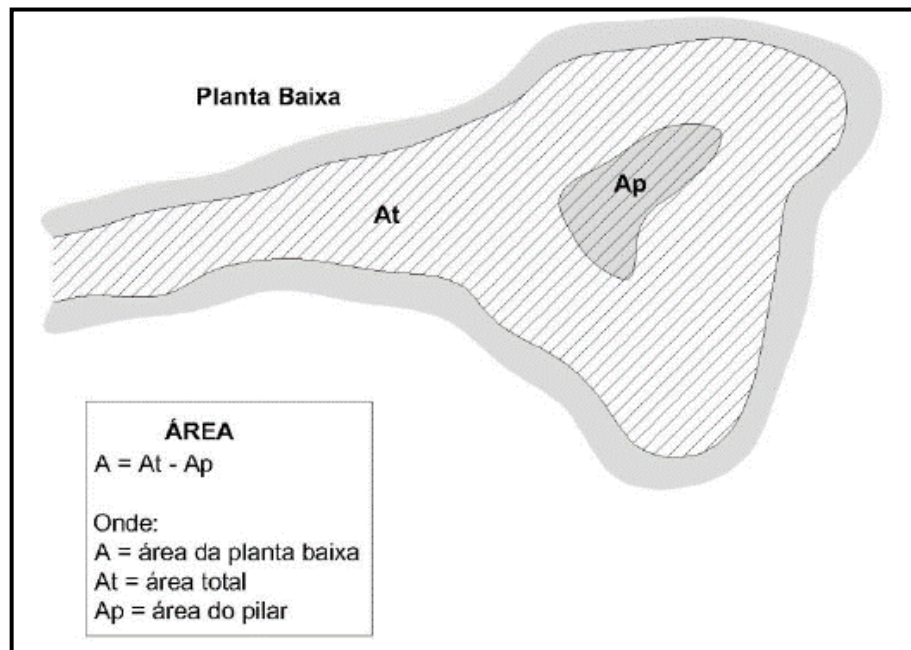 Planta Baixa
Ap
At
ÁREA
A = At - Ap
Onde:
A = área da planta baixa
At = área total
Ap = área do pilar